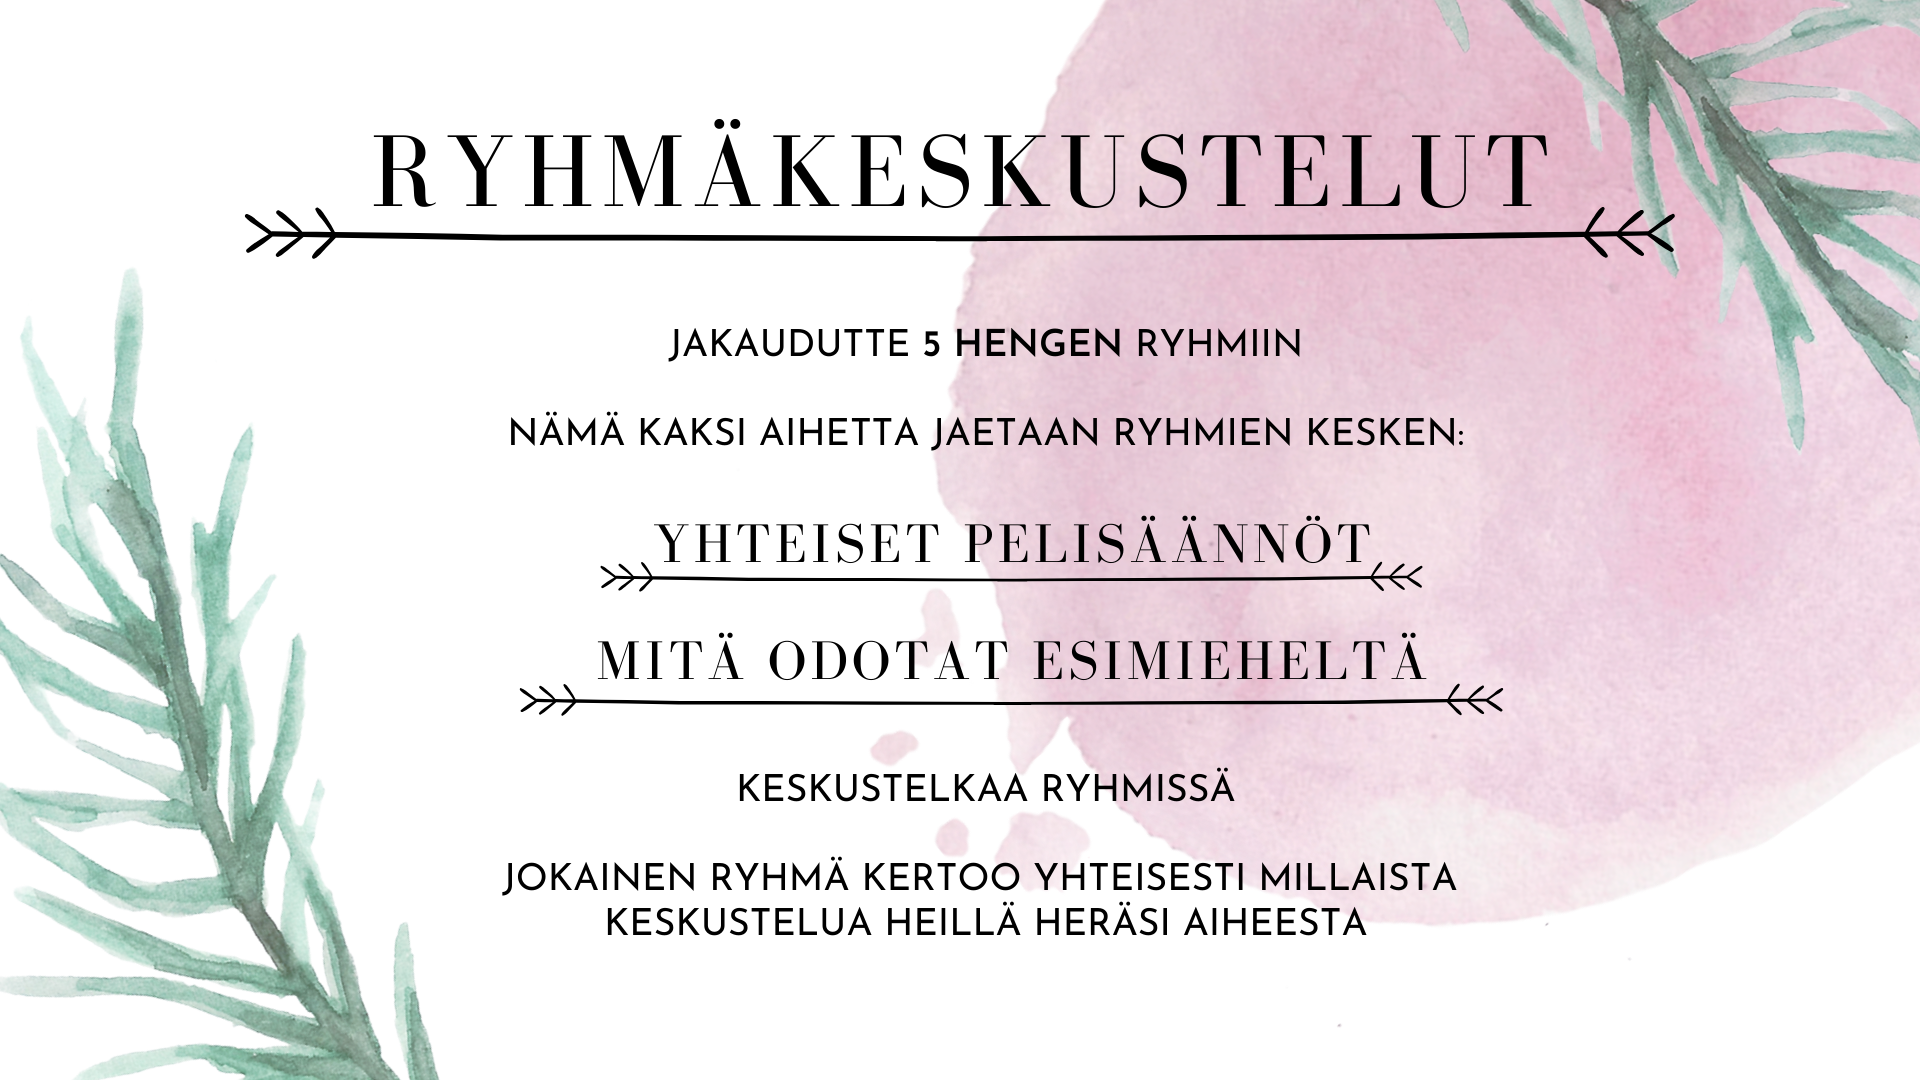 RYHMÄKESKUSTELUT
JAKAUDUTTE 5 HENGEN RYHMIIN
NÄMÄ KAKSI AIHETTA JAETAAN RYHMIEN KESKEN:
YHTEISET PELISÄÄNNÖT
MITÄ ODOTAT ESIMIEHELTÄ
KESKUSTELKAA RYHMISSÄ
JOKAINEN RYHMÄ KERTOO YHTEISESTI MILLAISTA
KESKUSTELUA HEILLÄ HERÄSI AIHEESTA